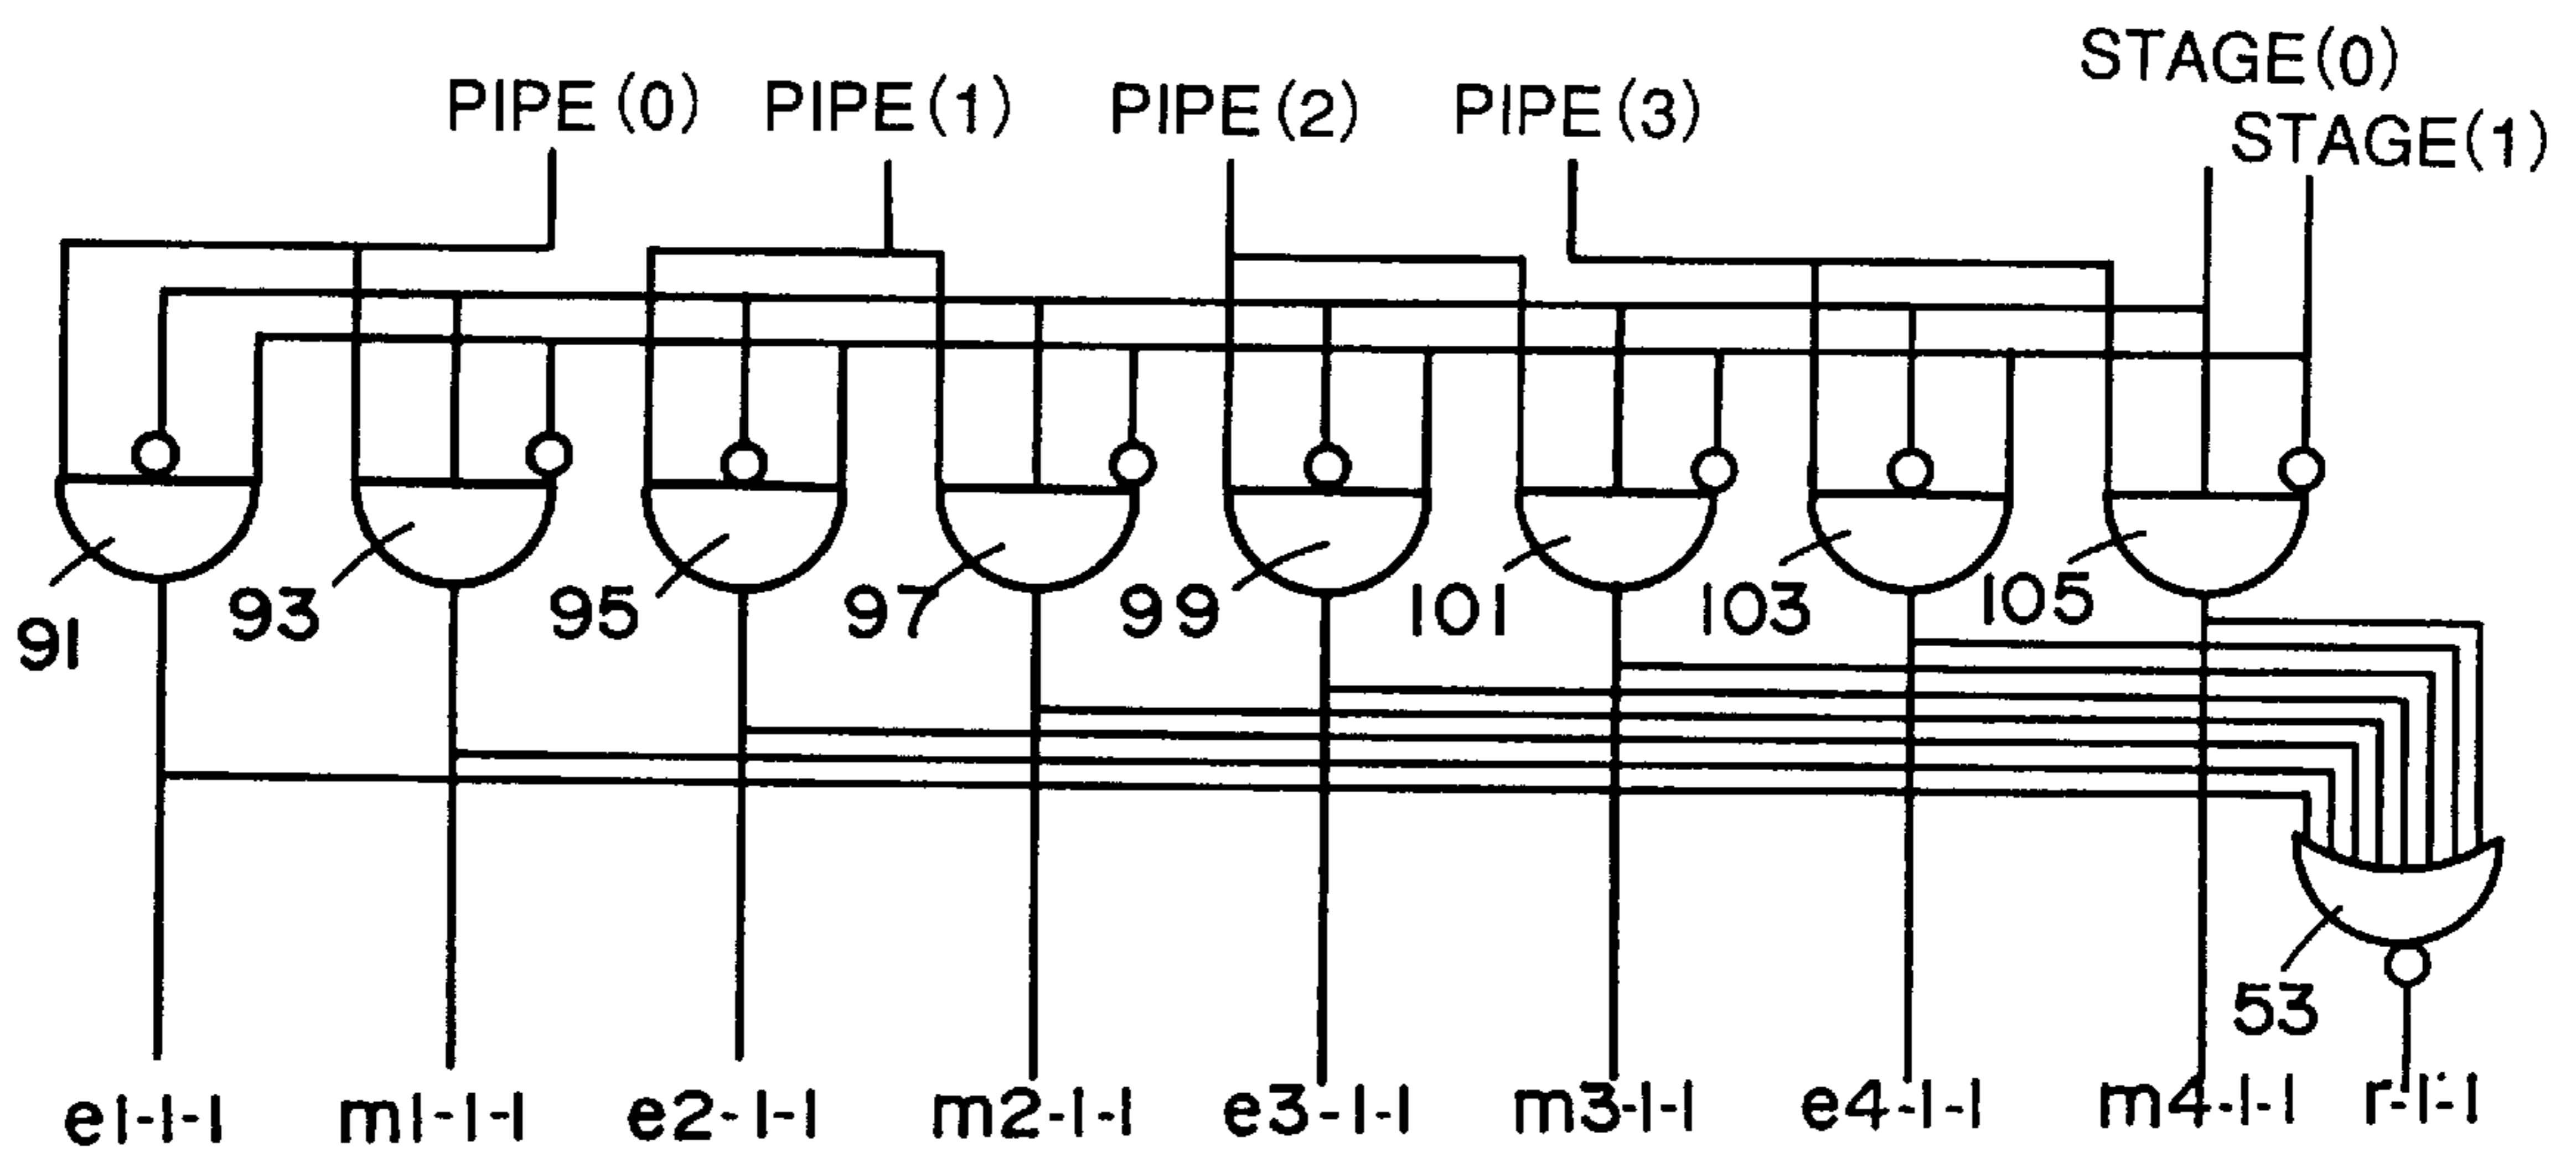 STAGE(0)
PIPE(0) PIPE(1) PIPE(2) PIPE(3) STAGE(1)
91 93 95 97 99 101 103 105
53
e1-1-1 m1-1-1 e2-1-1 m2-1-1 e3-1-1 m3-1-1 e4-1-1 m4-1-1 r-1-1